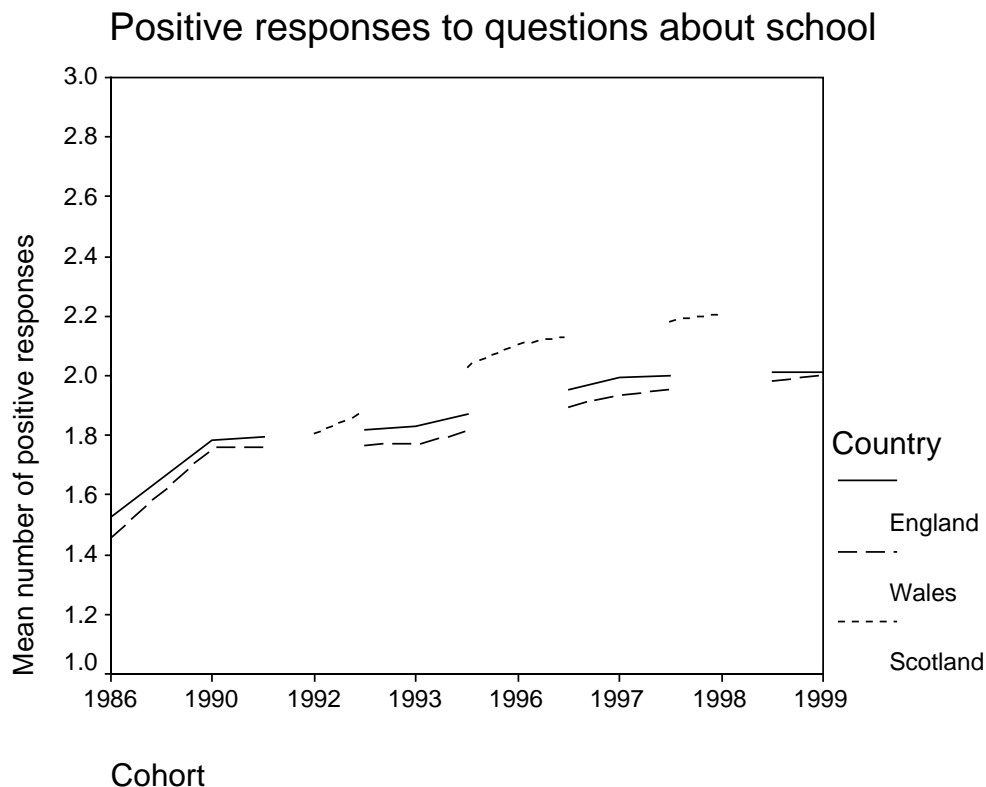 Positive responses to questions about school
Mean number of positive responses
3.0
2.8
2.6
2.4
2.2
2.0
1.8
1.6
1.4
1.2
1.0
1986 1990 1992 1993 1996 1997 1998 1999
Cohort
Country
England
Wales
Scotland